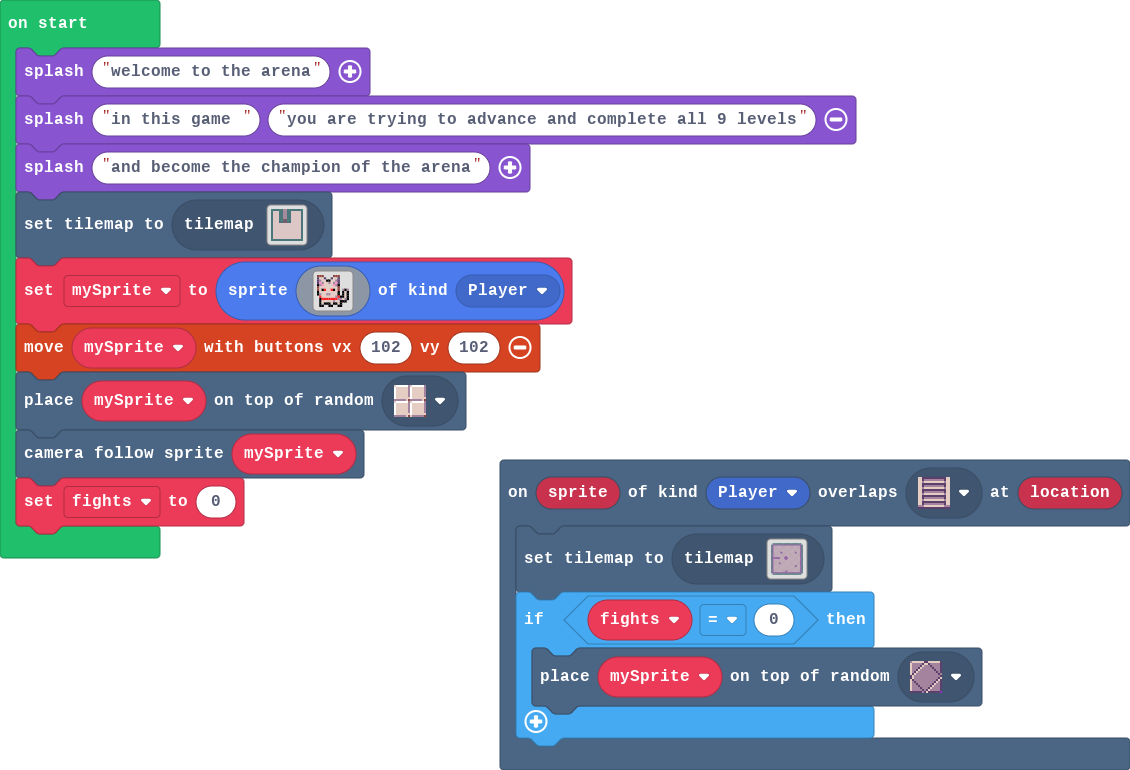 on start
splash "welcome to the arena"
splash "in this game " "you are trying to advance and complete all 9 levels"
splash "and become the champion of the arena"
set tilemap to tilemap
set mySprite to sprite of kind Player
move mySprite with buttons vx 102 vy 102
place mySprite on top of random
camera follow sprite mySprite
set fights to 0
on sprite of kind Player overlaps at location
set tilemap to tilemap
if fights = 0 then
place mySprite on top of random